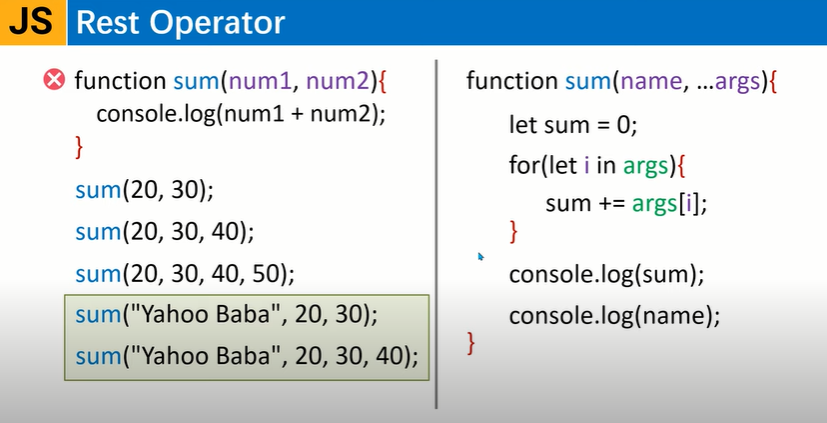 JS Rest Operator
function sum(num1, num2){
console.log(num1 + num2);
}
sum(20, 30);
sum(20, 30, 40);
sum(20, 30, 40, 50);
sum("Yahoo Baba", 20, 30);
sum("Yahoo Baba", 20, 30, 40);
function sum(name, ...args){
let sum = 0;
for(let i in args){
sum += args[i];
}
console.log(sum);
console.log(name);
}